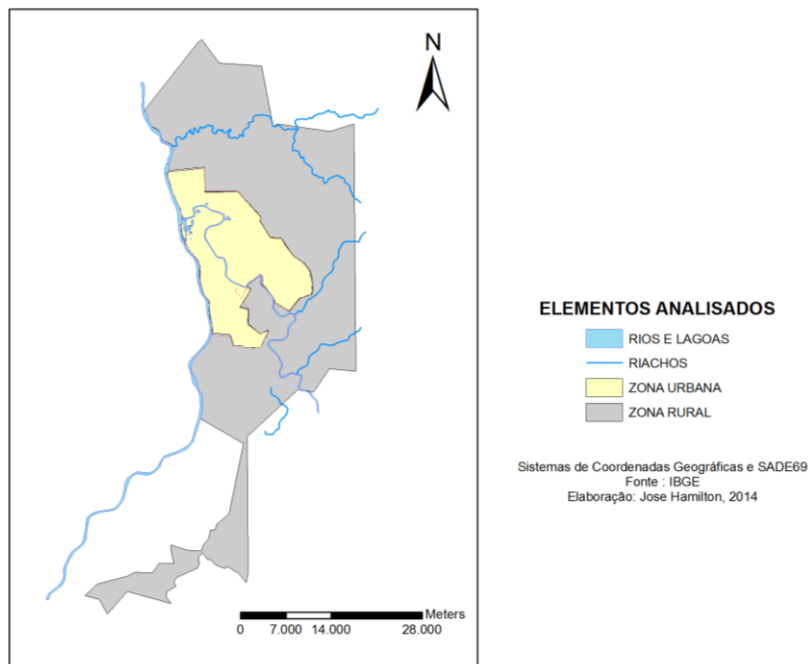 N
Meters
0 7.000 14.000 28.000
ELEMENTOS ANALISADOS
RIOS E LAGOAS
RIACHOS
ZONA URBANA
ZONA RURAL
Sistemas de Coordenadas Geográficas e SADE69
Fonte : IBGE
Elaboração: Jose Hamilton, 2014